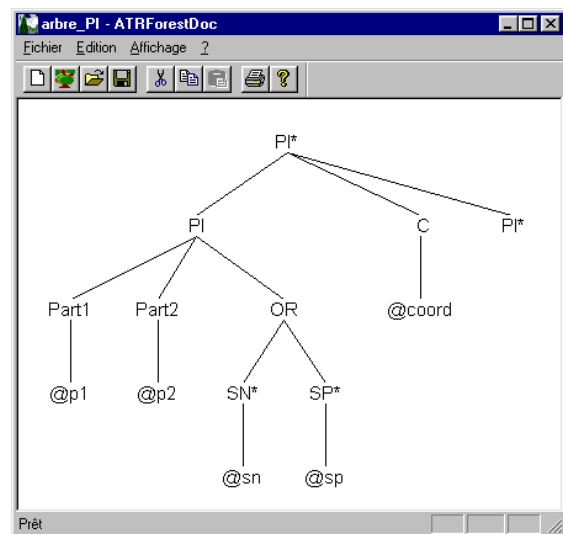 arbre_PI - ATRForestDoc
Fichier Edition Affichage ?
PI*
PI C PI*
Part1 Part2 OR @coord
@p1 @p2 SN* SP*
@sn @sp
Prêt